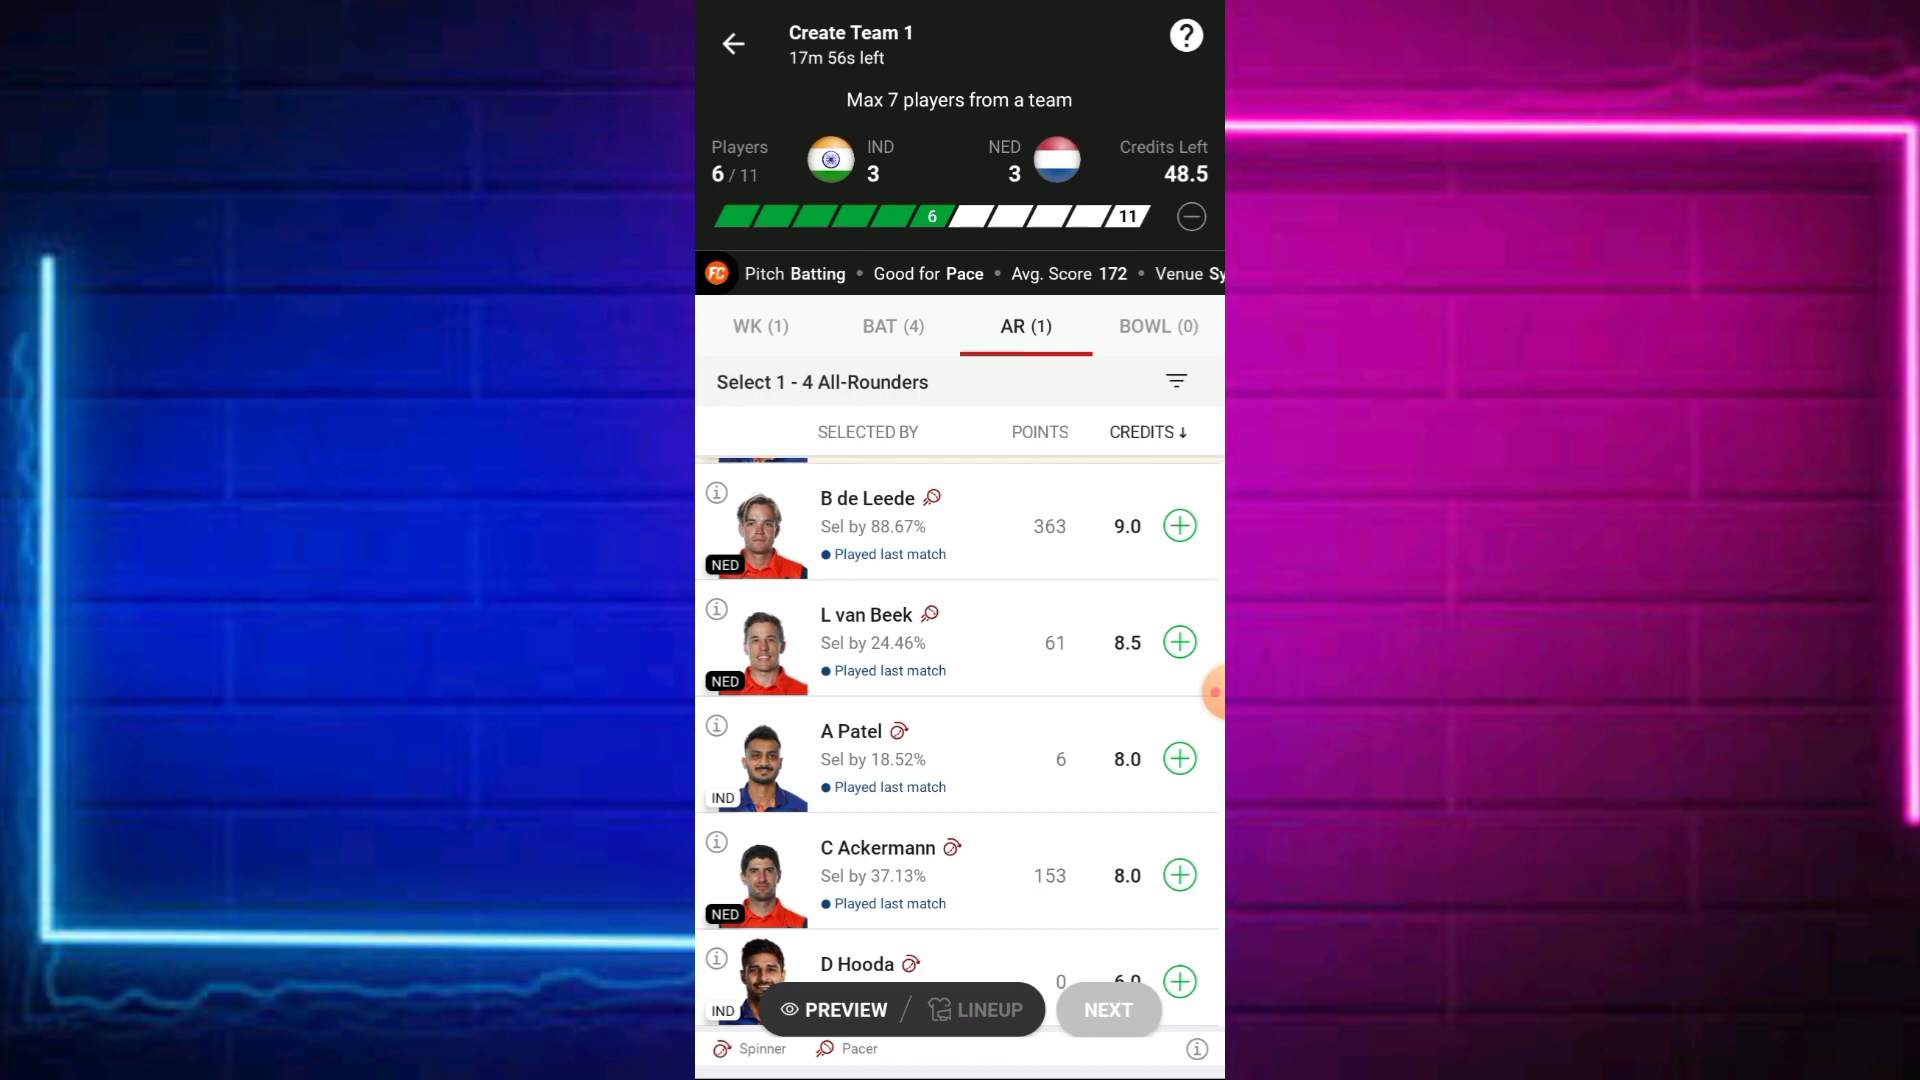 Create Team 1
17m 56s left
?
Max 7 players from a team
Players IND NED Credits Left
6 / 11 3 3 48.5
6 11
FC Pitch Batting • Good for Pace • Avg. Score 172 • Venue Sy
WK (1) BAT (4) AR (1) BOWL (0)
Select 1 - 4 All-Rounders
SELECTED BY POINTS CREDITS ↓
B de Leede
Sel by 88.67% 363 9.0
Played last match
NED
L van Beek
Sel by 24.46% 61 8.5
Played last match
NED
A Patel
Sel by 18.52% 6 8.0
Played last match
IND
C Ackermann
Sel by 37.13% 153 8.0
Played last match
NED
D Hooda
0
IND
PREVIEW / LINEUP NEXT
Spinner Pacer